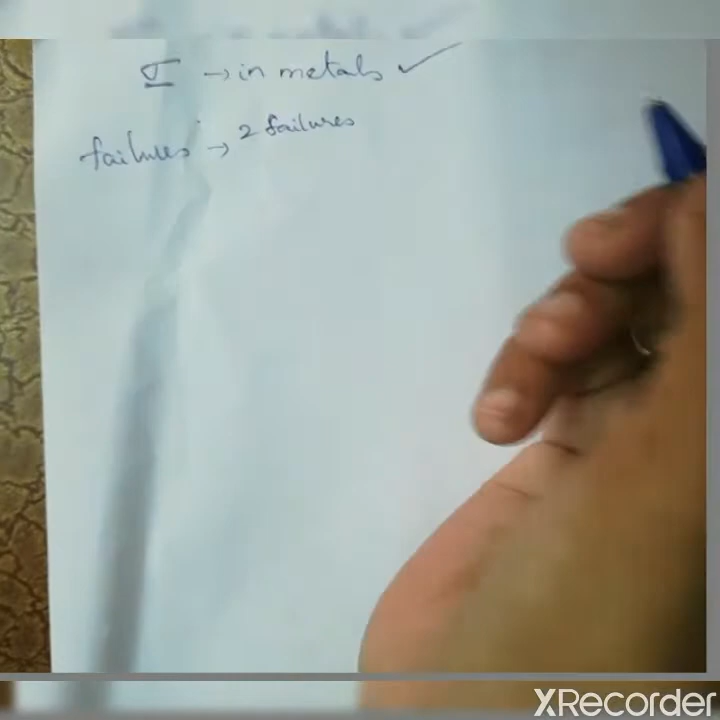 σ → in metals ✓
failures → 2 failures
XRecorder